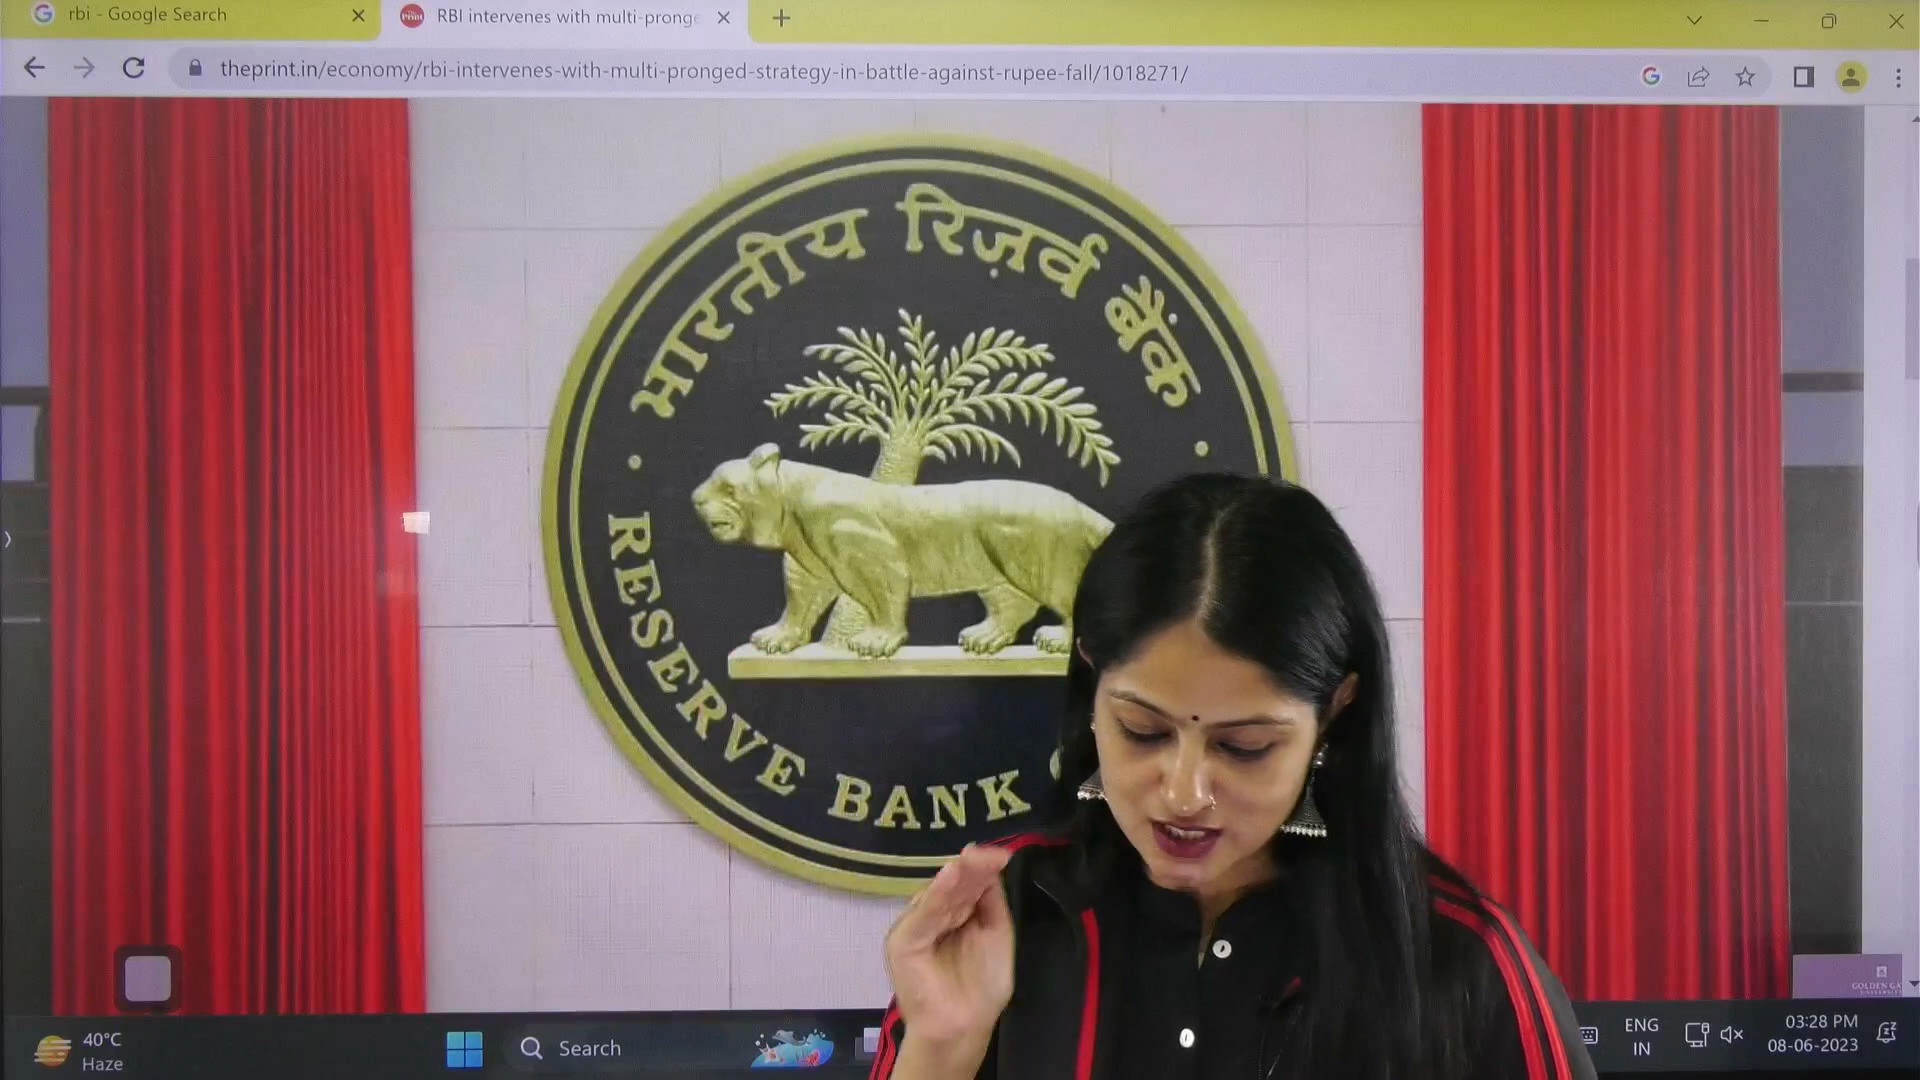 rbi - Google Search
RBI intervenes with multi-prong
theprint.in/economy/rbi-intervenes-with-multi-pronged-strategy-in-battle-against-rupee-fall/1018271/
भारतीय रिज़र्व बैंक
RESERVE BANK
40°C
Haze
Search
ENG
IN
03:28 PM
08-06-2023